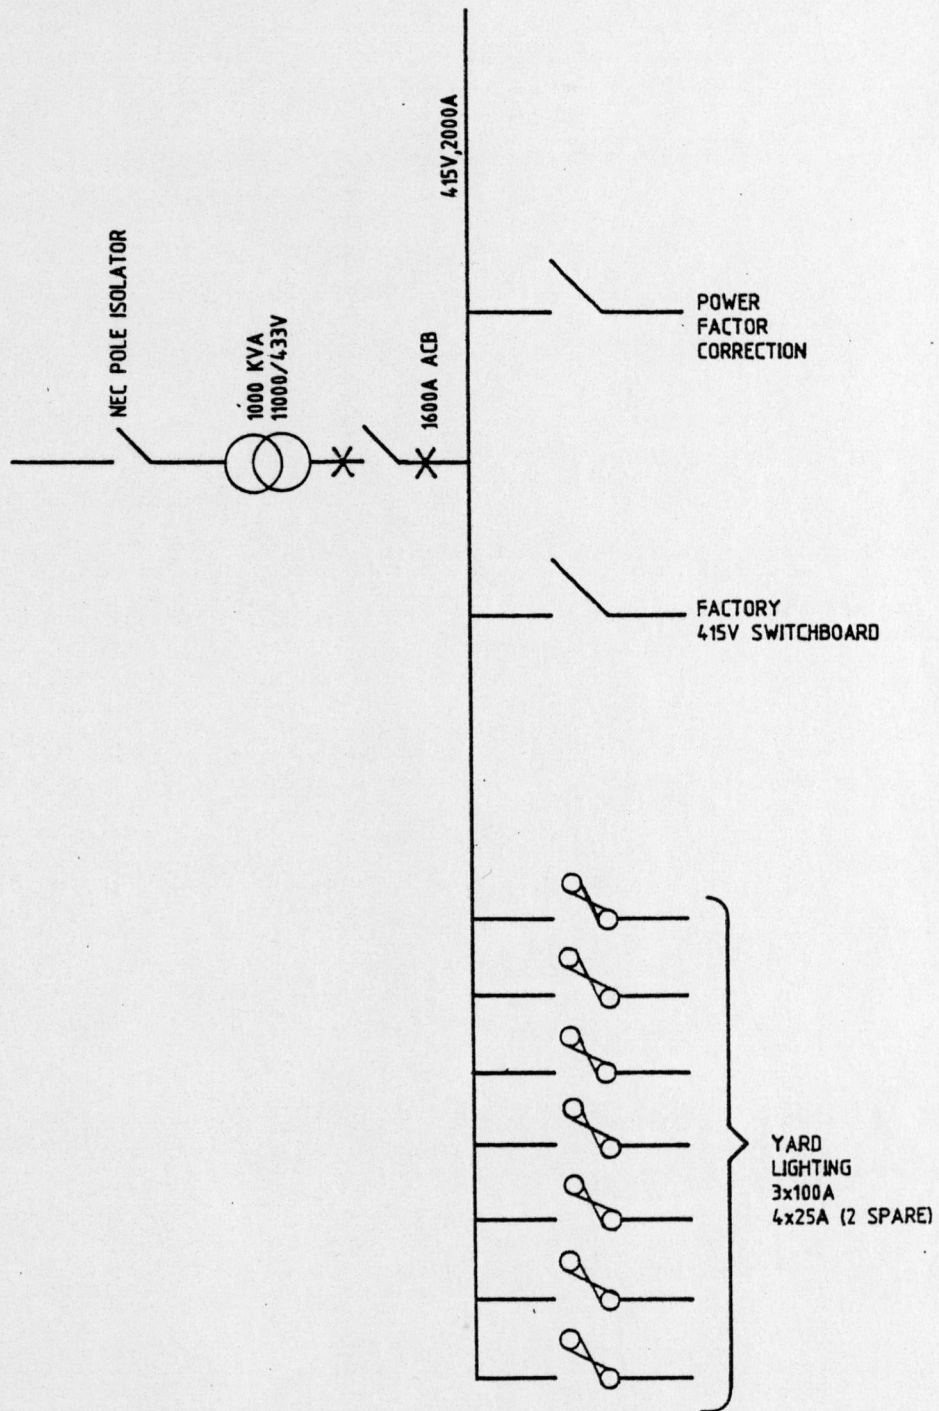 415V,2000A
NEC POLE ISOLATOR
1000 KVA
11000/433V
1600A ACB
POWER
FACTOR
CORRECTION
FACTORY
415V SWITCHBOARD
YARD
LIGHTING
3x100A
4x25A (2 SPARE)